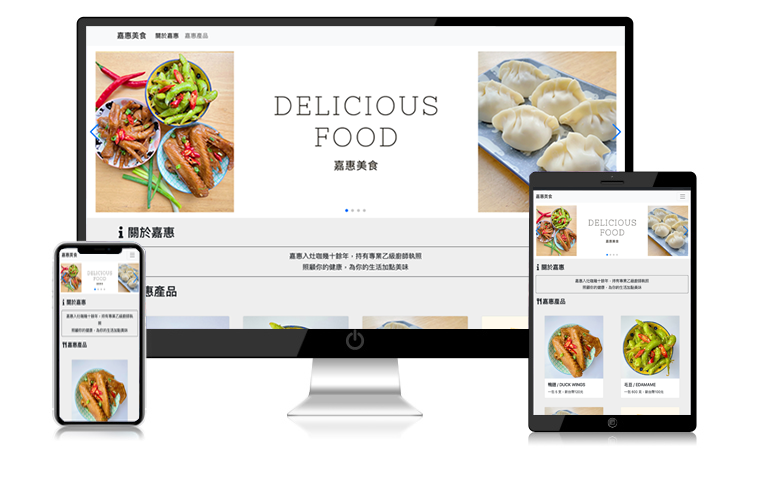 嘉惠美食 關於嘉惠 嘉惠產品
DELICIOUS
FOOD
嘉惠美食
關於嘉惠
嘉惠入灶咖幾十餘年，持有專業乙級廚師執照
照顧你的健康，為你的生活加點美味
惠產品
嘉惠美食
DELICIOUS
FOOD
嘉惠美食
關於嘉惠
嘉惠入灶咖幾十餘年，持有專業乙級廚師執
照
照顧你的健康，為你的生活加點美味
嘉惠產品
嘉惠美食
DELICIOUS
FOOD
嘉惠美食
關於嘉惠
嘉惠入灶咖幾十餘年，持有專業乙級廚師執照
照顧你的健康，為你的生活加點美味
嘉惠產品
鴨翅 / DUCK WINGS
毛豆 / EDAMAME